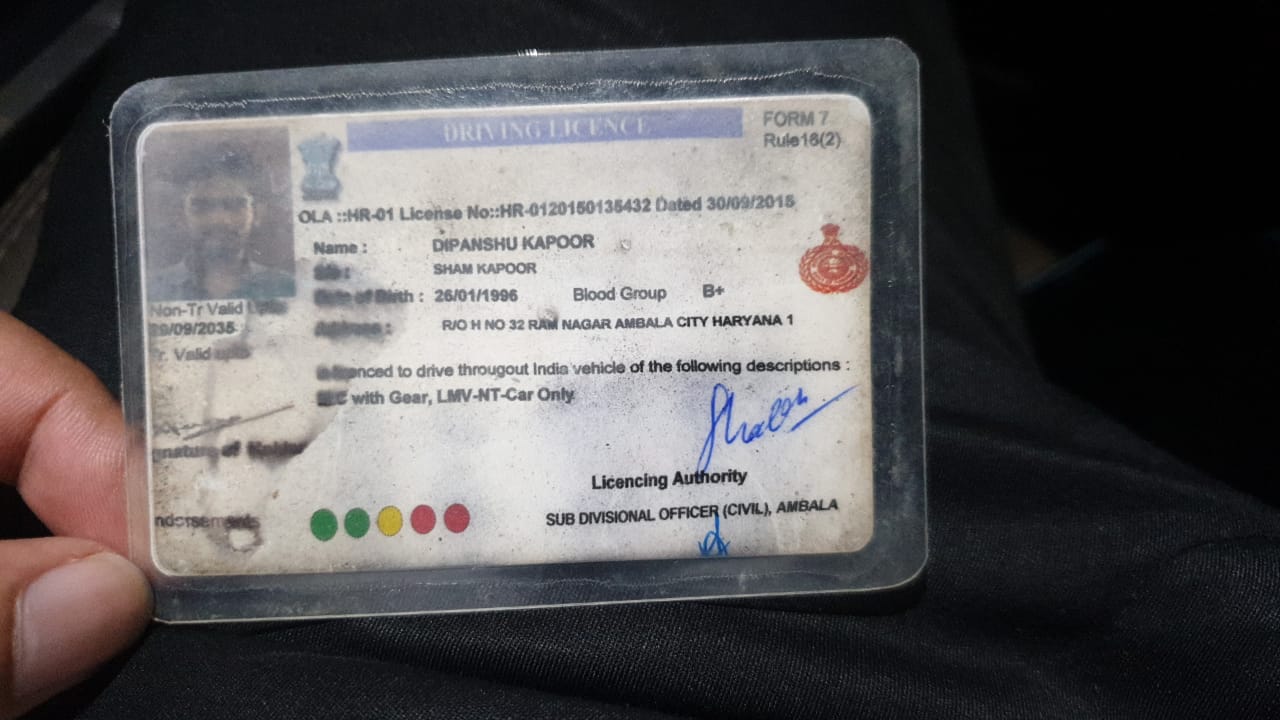 DRIVING LICENCE
FORM 7
Rule16(2)
OLA ::HR-01 License No::HR-0120150135432 Dated 30/09/2015
Name : DIPANSHU KAPOOR
SHAM KAPOOR
Date of Birth : 26/01/1996 Blood Group B+
Address : R/O H NO 32 RAM NAGAR AMBALA CITY HARYANA 1
Non-Tr Valid Upto
29/09/2035
Tr. Valid upto
to drive througout India vehicle of the following descriptions :
with Gear, LMV-NT-Car Only
Licencing Authority
SUB DIVISIONAL OFFICER (CIVIL), AMBALA